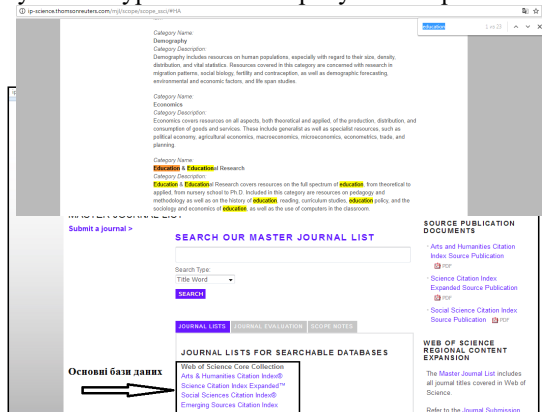 ip-science.thomsonreuters.com/mjl/scope/scope_ssci/#HA
education
Category Name:
Demography
Category Description:
Demography includes resources on human populations, especially with regard to their size, density,
distribution, and vital statistics. Resources covered in this category are concerned with research in
migration patterns, social biology, fertility and contraception, as well as demographic forecasting,
environmental and economic factors, and life span studies.
Category Name:
Economics
Category Description:
Economics covers resources on all aspects, both theoretical and applied, of the production, distribution, and
consumption of goods and services. These include generalist as well as specialist resources, such as
political economy, agricultural economics, macroeconomics, microeconomics, econometrics, trade, and
planning.
Category Name:
Education & Educational Research
Category Description:
Education & Educational Research covers resources on the full spectrum of education, from theoretical to
applied, from nursery school to Ph.D. Included in this category are resources on pedagogy and
methodology as well as on the history of education, reading, curriculum studies, education policy, and the
sociology and economics of education, as well as the use of computers in the classroom.
MASTER JOURNAL LIST
Submit a journal >
SEARCH OUR MASTER JOURNAL LIST
Search Type:
Title Word
SEARCH
JOURNAL LISTS JOURNAL EVALUATION SCOPE NOTES
JOURNAL LISTS FOR SEARCHABLE DATABASES
Web of Science Core Collection
Arts & Humanities Citation Index®
Science Citation Index Expanded™
Social Sciences Citation Index®
Emerging Sources Citation Index
Основні бази даних
SOURCE PUBLICATION
DOCUMENTS
· Arts and Humanities Citation
Index Source Publication
PDF
· Science Citation Index
Expanded Source Publication
PDF
· Social Science Citation Index
Source Publication PDF
WEB OF SCIENCE
REGIONAL CONTENT
EXPANSION
The Master Journal List includes
all journal titles covered in Web of
Science.
Refer to the Journal Submission